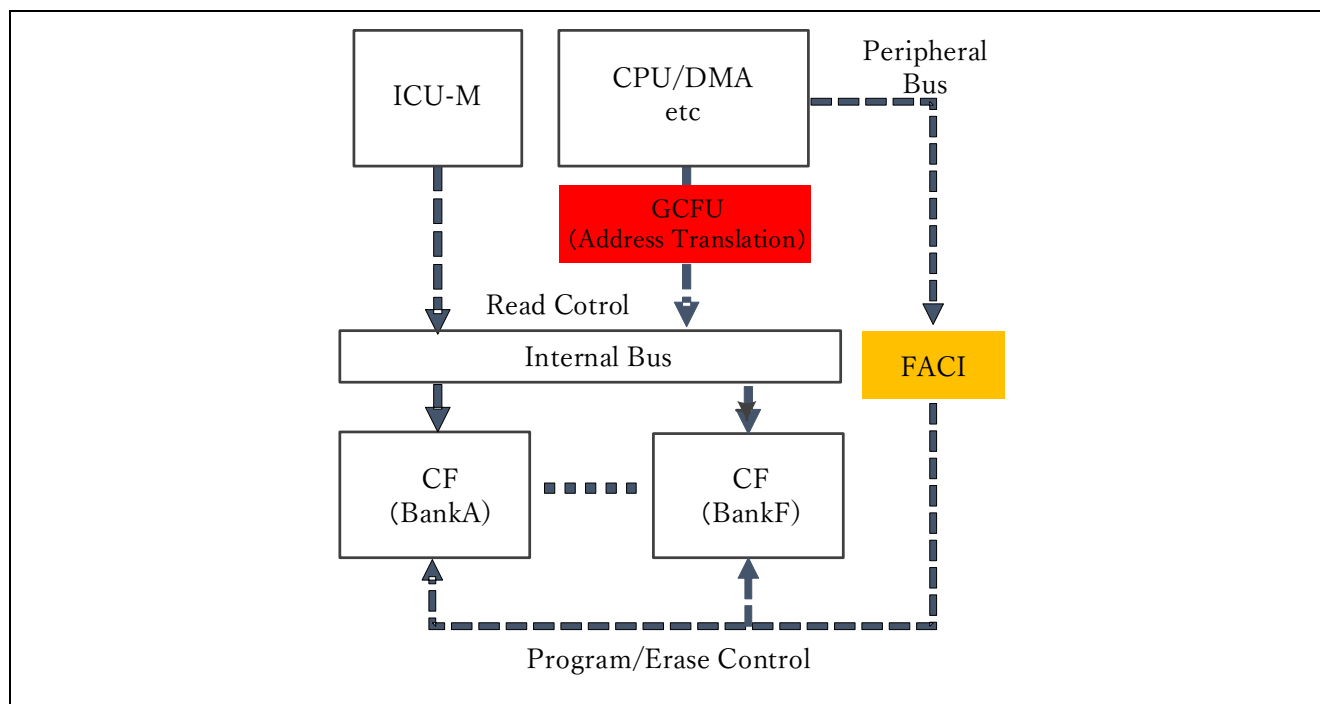 ICU-M
CPU/DMA
etc
Peripheral
Bus
GCFU
(Address Translation)
Read Cotrol
Internal Bus
FACI
CF
(BankA)
CF
(BankF)
Program/Erase Control